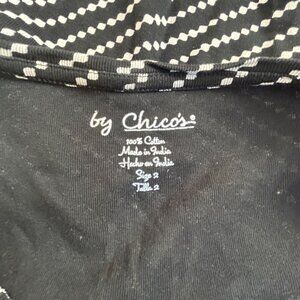 by Chico's®
100% Cotton
Made in India
Hecho en India
Size 2
Talla 2